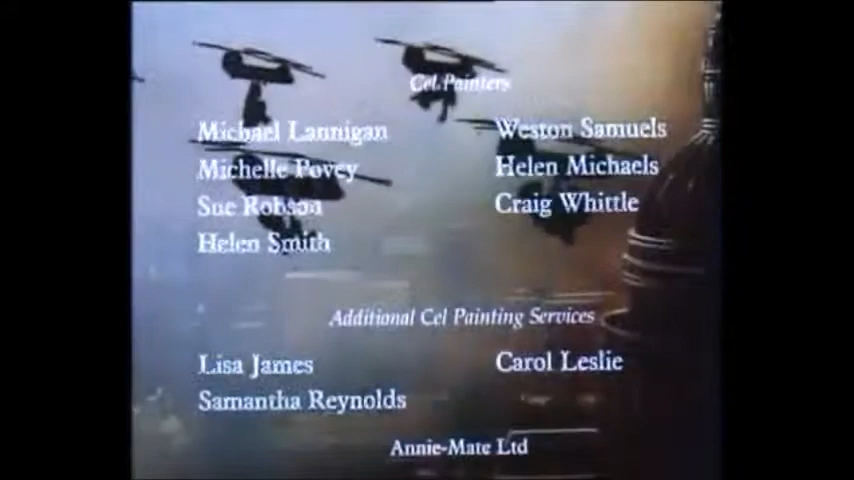 Cel Painters
Michael Lannigan
Weston Samuels
Michelle Povey
Helen Michaels
Sue Robson
Craig Whittle
Helen Smith
Additional Cel Painting Services
Lisa James
Carol Leslie
Samantha Reynolds
Annie-Mate Ltd